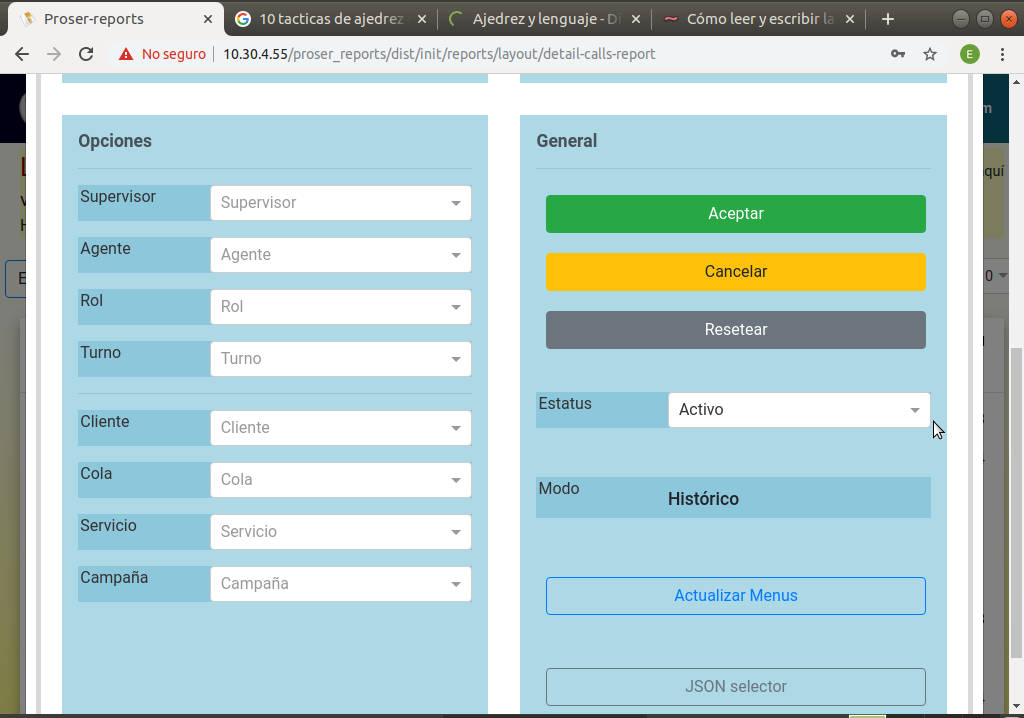 Proser-reports
10 tacticas de ajedrez
Ajedrez y lenguaje - Di
Cómo leer y escribir la
No seguro
10.30.4.55/proser_reports/dist/init/reports/layout/detail-calls-report
E
Opciones
Supervisor
Supervisor
Agente
Agente
Rol
Rol
Turno
Turno
Cliente
Cliente
Cola
Cola
Servicio
Servicio
Campaña
Campaña
General
Aceptar
Cancelar
Resetear
Estatus
Activo
Modo
Histórico
Actualizar Menus
JSON selector